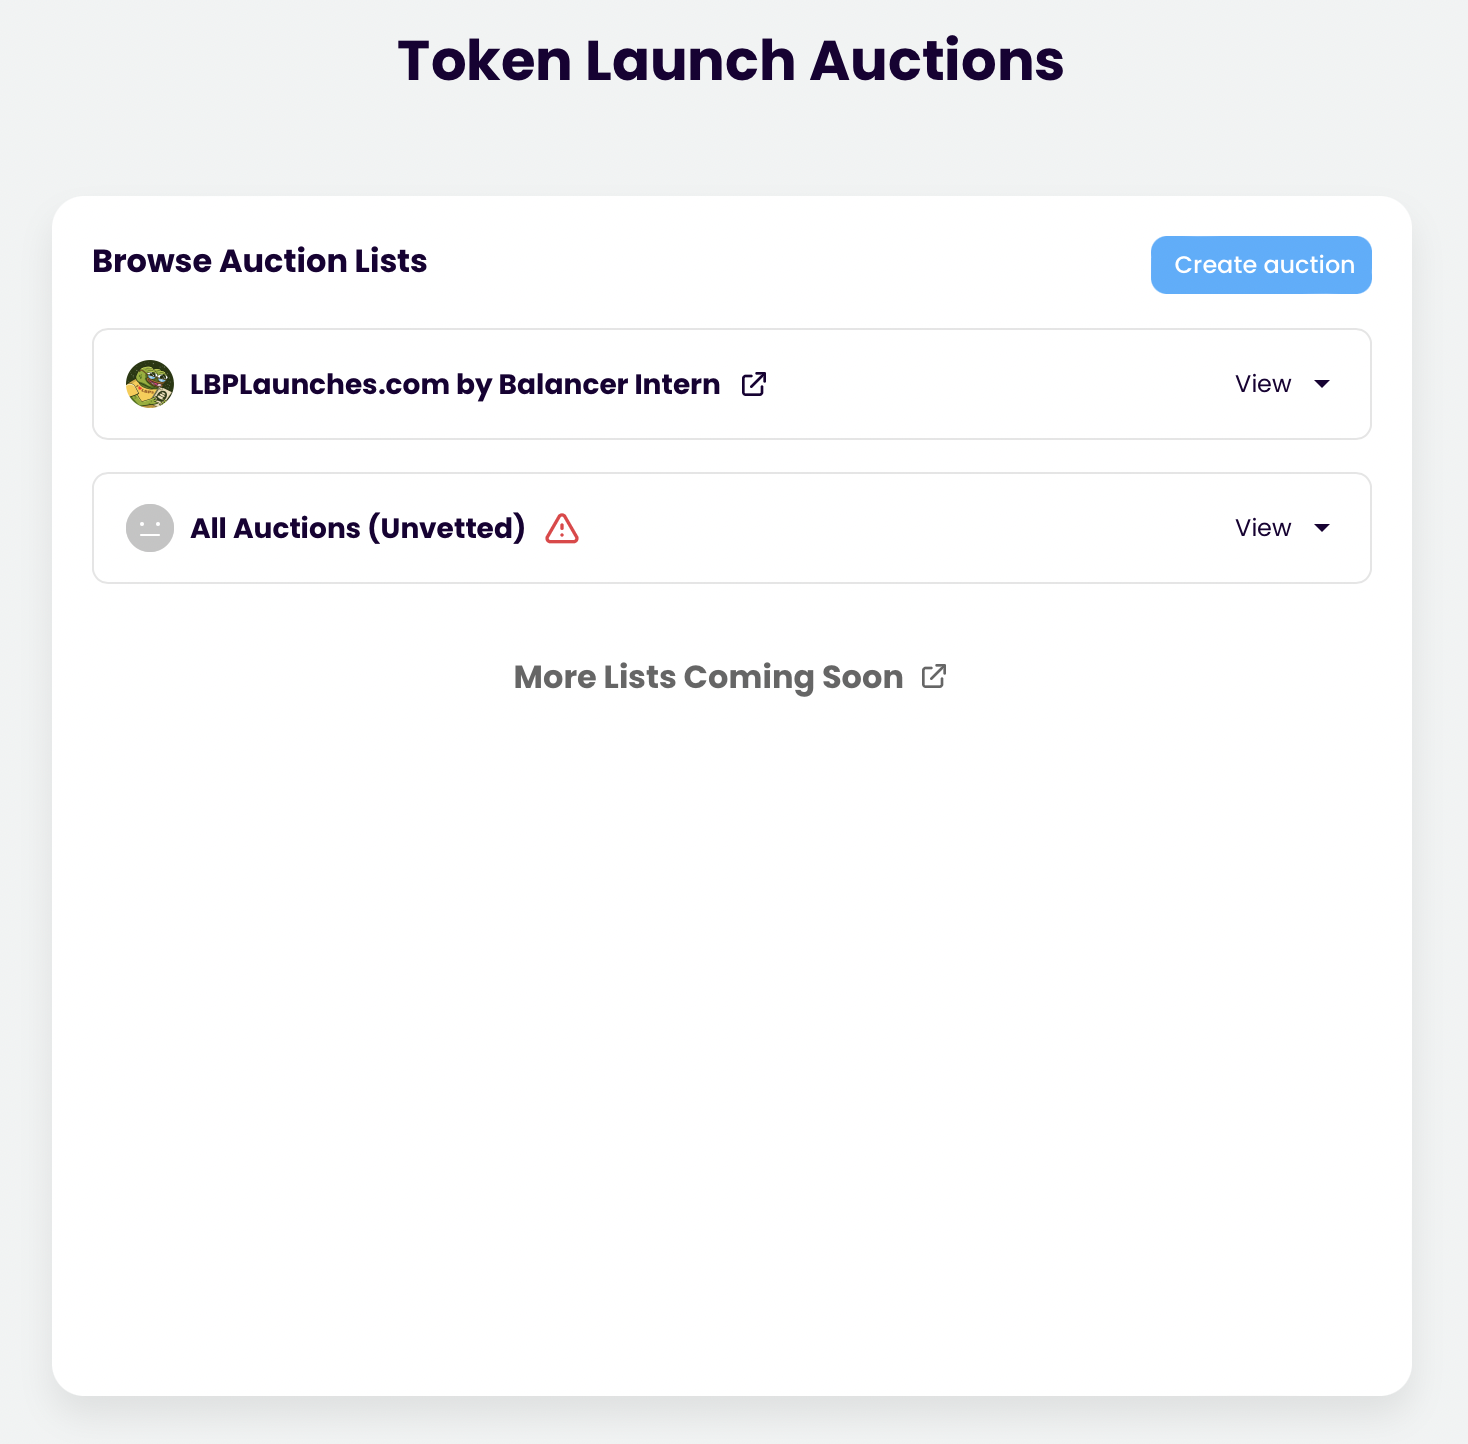 Token Launch Auctions
Browse Auction Lists
Create auction
LBPLaunches.com by Balancer Intern
View
All Auctions (Unvetted)
View
More Lists Coming Soon